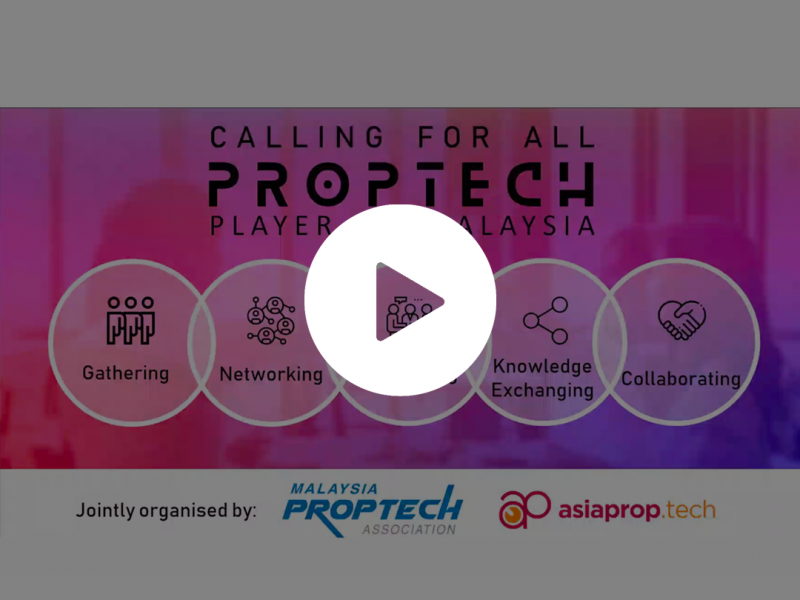 CALLING FOR ALL
PROPTECH
PLAYER ALAYSIA
Gathering
Networking
Knowledge
Exchanging
Collaborating
Jointly organised by:
MALAYSIA
PROPTECH
ASSOCIATION
asiaprop.tech